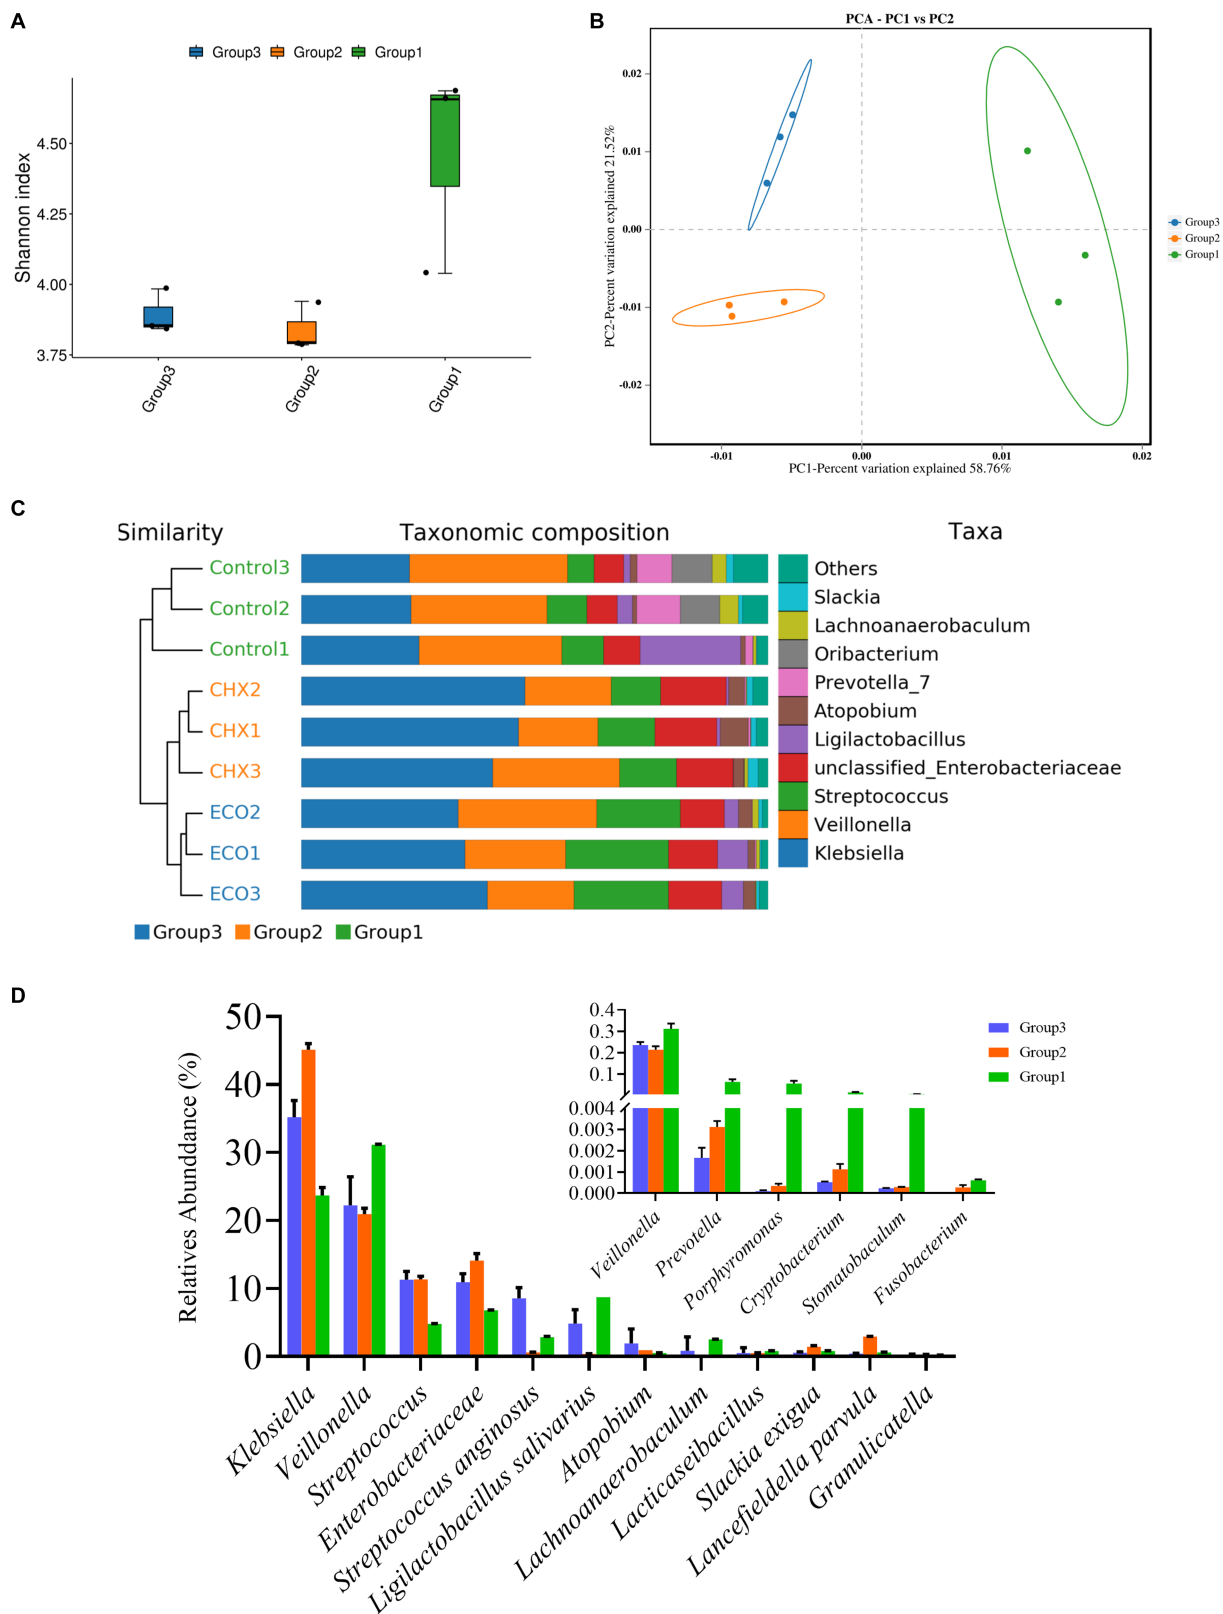 A
Group3 Group2 Group1
Shannon index
4.50
4.25
4.00
3.75
Group3 Group2 Group1
B
PCA - PC1 vs PC2
PC2-Percent variation explained 21.52%
0.02
0.01
0.00
-0.01
-0.02
-0.01 0.00 0.01 0.02
PC1-Percent variation explained 58.76%
Group3
Group2
Group1
C
Similarity Taxonomic composition Taxa
Control3
Control2
Control1
CHX2
CHX1
CHX3
ECO2
ECO1
ECO3
Others
Slackia
Lachnoanaerobaculum
Oribacterium
Prevotella_7
Atopobium
Ligilactobacillus
unclassified_Enterobacteriaceae
Streptococcus
Veillonella
Klebsiella
Group3 Group2 Group1
D
Relatives Abunddance (%)
50
40
30
20
10
0
Klebsiella
Veillonella
Streptococcus
Enterobacteriaceae
Streptococcus anginosus
Ligilactobacillus salivarius
Atopobium
Lachnoanaerobaculum
Lacticaseibacillus
Slackia exigua
Lancefieldella parvula
Granulicatella
0.4
0.3
0.2
0.1
0.004
0.003
0.002
0.001
0.000
Veillonella
Prevotella
Porphyromonas
Cryptobacterium
Stomatobaculum
Fusobacterium
Group3
Group2
Group1